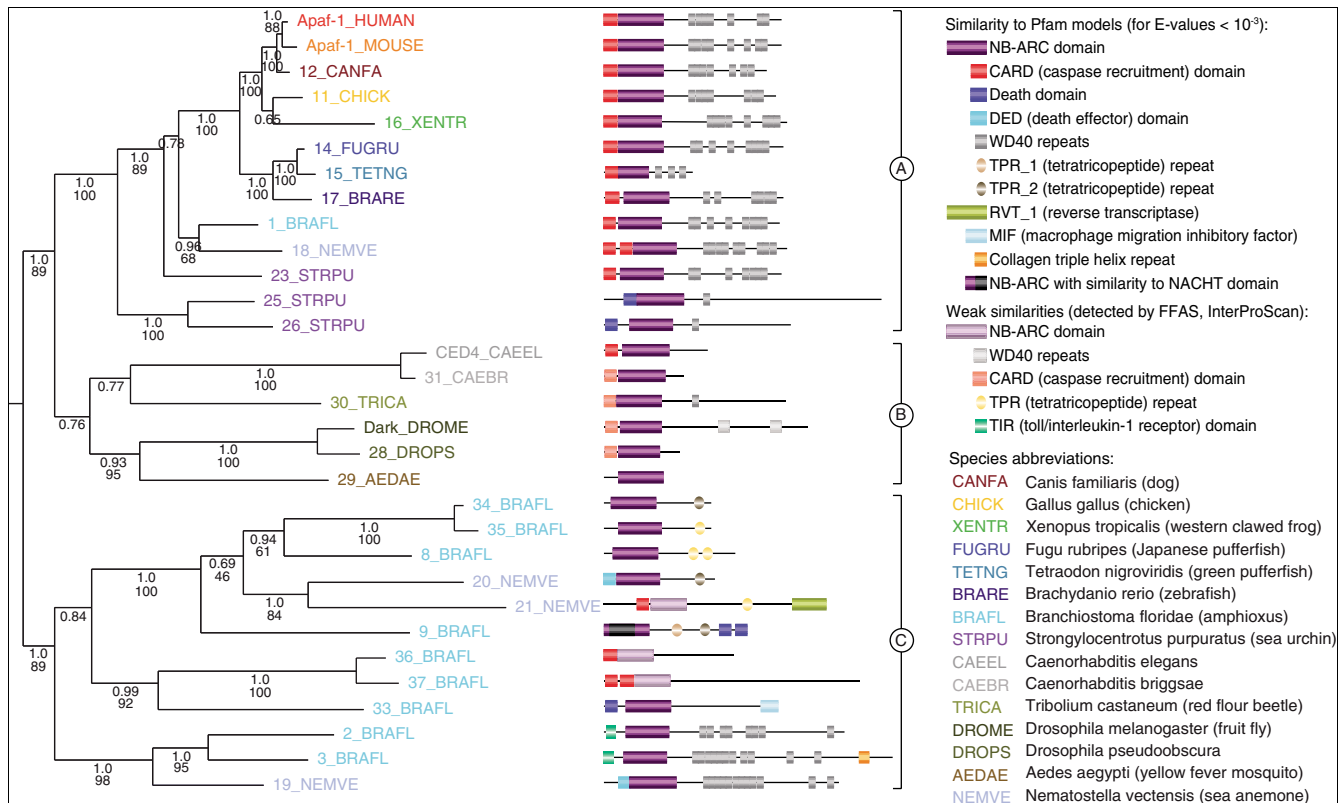 Apaf-1_HUMAN
Apaf-1_MOUSE
12_CANFA
11_CHICK
16_XENTR
14_FUGRU
15_TETNG
17_BRARE
1_BRAFL
18_NEMVE
23_STRPU
25_STRPU
26_STRPU
CED4_CAEEL
31_CAEBR
30_TRICA
Dark_DROME
28_DROPS
29_AEDAE
34_BRAFL
35_BRAFL
8_BRAFL
20_NEMVE
21_NEMVE
9_BRAFL
36_BRAFL
37_BRAFL
33_BRAFL
2_BRAFL
3_BRAFL
19_NEMVE
1.0
88
1.0
100
1.0
100
0.65
1.0
100
0.78
1.0
100
1.0
100
1.0
89
0.96
68
1.0
100
1.0
89
0.77
1.0
100
0.76
0.93
95
1.0
100
0.94
61
1.0
100
0.69
46
1.0
100
1.0
84
0.84
1.0
89
0.99
92
1.0
100
1.0
95
1.0
98
A
B
C
Similarity to Pfam models (for E-values < 10-3):
NB-ARC domain
CARD (caspase recruitment) domain
Death domain
DED (death effector) domain
WD40 repeats
TPR_1 (tetratricopeptide) repeat
TPR_2 (tetratricopeptide) repeat
RVT_1 (reverse transcriptase)
MIF (macrophage migration inhibitory factor)
Collagen triple helix repeat
NB-ARC with similarity to NACHT domain
Weak similarities (detected by FFAS, InterProScan):
NB-ARC domain
WD40 repeats
CARD (caspase recruitment) domain
TPR (tetratricopeptide) repeat
TIR (toll/interleukin-1 receptor) domain
Species abbreviations:
CANFA Canis familiaris (dog)
CHICK Gallus gallus (chicken)
XENTR Xenopus tropicalis (western clawed frog)
FUGRU Fugu rubripes (Japanese pufferfish)
TETNG Tetraodon nigroviridis (green pufferfish)
BRARE Brachydanio rerio (zebrafish)
BRAFL Branchiostoma floridae (amphioxus)
STRPU Strongylocentrotus purpuratus (sea urchin)
CAEEL Caenorhabditis elegans
CAEBR Caenorhabditis briggsae
TRICA Tribolium castaneum (red flour beetle)
DROME Drosophila melanogaster (fruit fly)
DROPS Drosophila pseudoobscura
AEDAE Aedes aegypti (yellow fever mosquito)
NEMVE Nematostella vectensis (sea anemone)